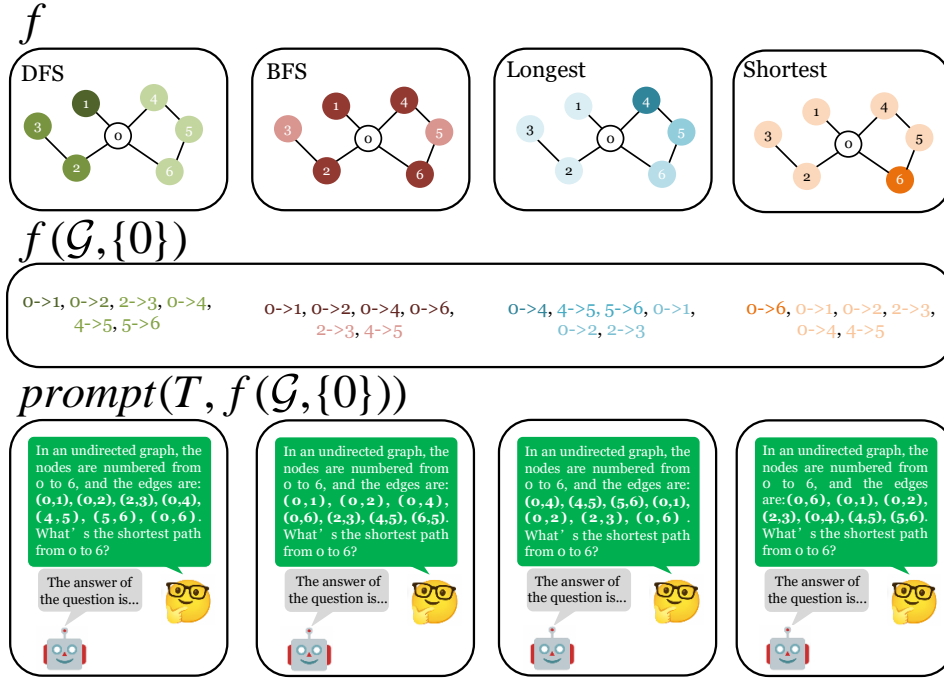 f
DFS
1
4
3
0
5
2
6
BFS
1
4
3
0
5
2
6
Longest
1
4
3
0
5
2
6
Shortest
1
4
3
0
5
2
6
f(𝒢,{0})
0->1, 0->2, 2->3, 0->4,
4->5, 5->6
0->1, 0->2, 0->4, 0->6,
2->3, 4->5
0->4, 4->5, 5->6, 0->1,
0->2, 2->3
0->6, 0->1, 0->2, 2->3,
0->4, 4->5
prompt(T, f(𝒢,{0}))
In an undirected graph, the
nodes are numbered from
0 to 6, and the edges are:
(0,1), (0,2), (2,3), (0,4),
(4,5), (5,6), (0,6).
What's the shortest path
from 0 to 6?
The answer of
the question is...
In an undirected graph, the
nodes are numbered from
0 to 6, and the edges are:
(0,1), (0,2), (0,4),
(0,6), (2,3), (4,5), (6,5).
What's the shortest path
from 0 to 6?
The answer of
the question is...
In an undirected graph, the
nodes are numbered from
0 to 6, and the edges are:
(0,4), (4,5), (5,6), (0,1),
(0,2), (2,3), (0,6).
What's the shortest path
from 0 to 6?
The answer of
the question is...
In an undirected graph, the
nodes are numbered from
0 to 6, and the edges
are:(0,6), (0,1), (0,2),
(2,3), (0,4), (4,5), (5,6).
What's the shortest path
from 0 to 6?
The answer of
the question is...